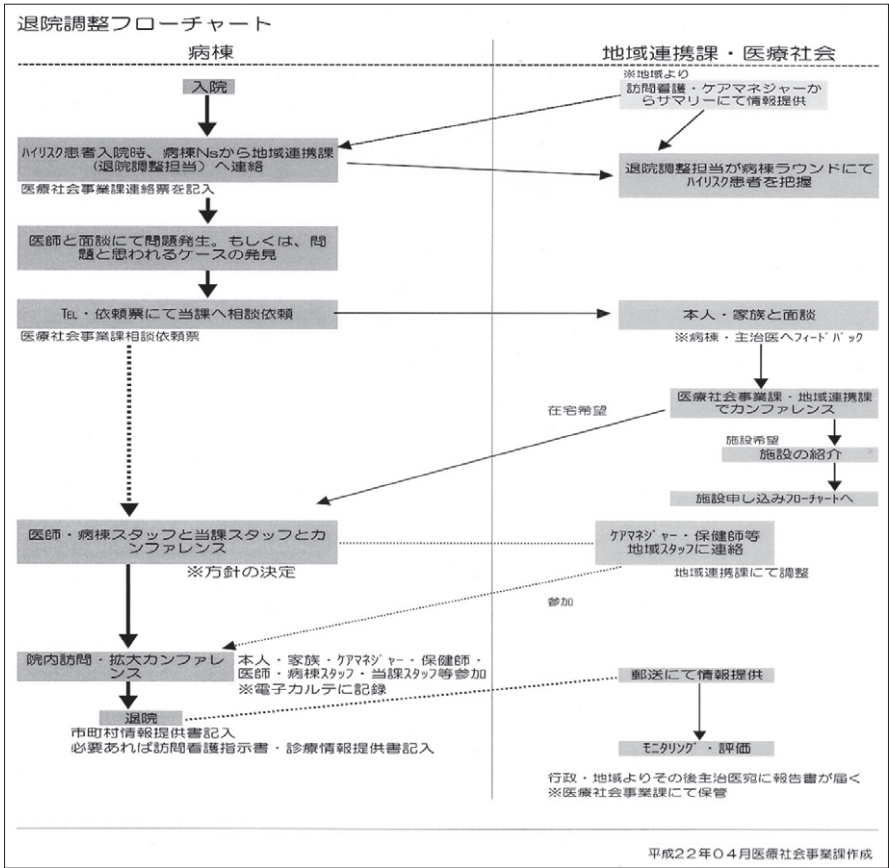 退院調整フローチャート
病棟
地域連携課・医療社会
入院
※地域より
訪問看護・ケアマネジャーか
らサマリーにて情報提供
ﾊｲﾘｽｸ患者入院時、病棟Nsから地域連携課
(退院調整担当)へ連絡
医療社会事業課連絡票を記入
退院調整担当が病棟ラウンドにて
ﾊｲﾘｽｸ患者を把握
医師と面談にて問題発生。もしくは、問
題と思われるケースの発見
TEL・依頼票にて当課へ相談依頼
医療社会事業課相談依頼票
本人・家族と面談
※病棟・主治医へﾌｨｰﾄﾞﾊﾞｯｸ
医療社会事業課・地域連携課
でカンファレンス
在宅希望
施設希望
施設の紹介
施設申し込みﾌﾛｰﾁｬｰﾄへ
医師・病棟スタッフと当課スタッフとカ
ンファレンス
※方針の決定
ｹｱﾏﾈｼﾞｬｰ・保健師等
地域ｽﾀｯﾌに連絡
地域連携課にて調整
参加
院内訪問・拡大カンファレ
ンス
本人・家族・ｹｱﾏﾈｼﾞｬｰ・保健師・
医師・病棟ｽﾀｯﾌ・当課ｽﾀｯﾌ等参加
※電子カルテに記録
退院
市町村情報提供書記入
必要あれば訪問看護指示書・診療情報提供書記入
郵送にて情報提供
ﾓﾆﾀﾘﾝｸﾞ・評価
行政・地域よりその後主治医宛に報告書が届く
※医療社会事業課にて保管
平成22年04月医療社会事業課作成